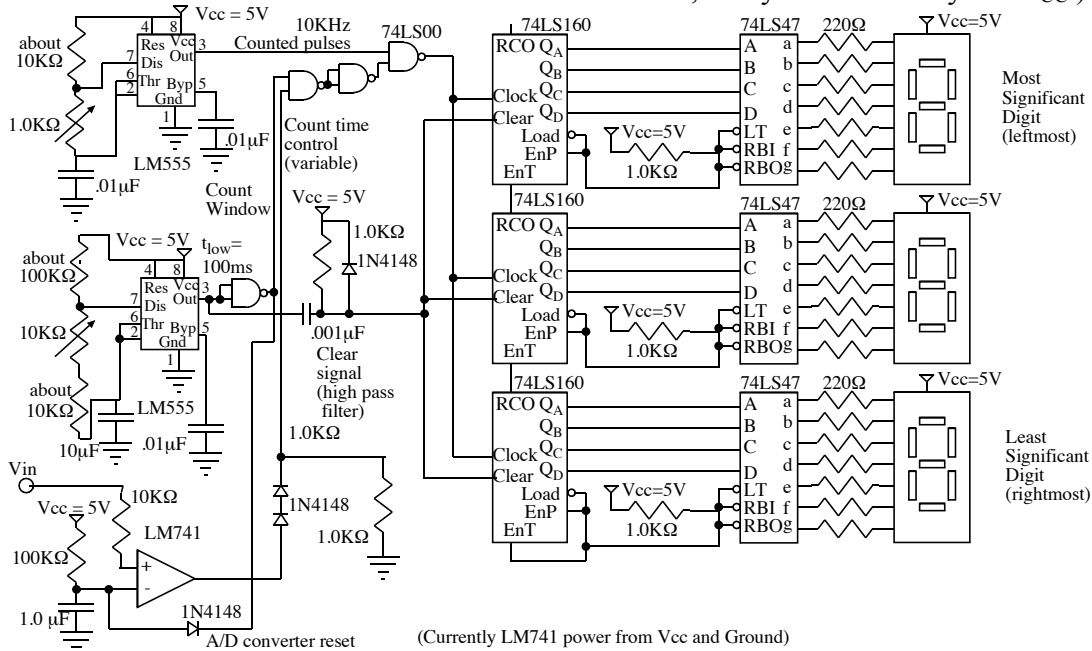 Vcc = 5V
about
10KΩ
4
8
Res
Vcc
Out
3
7
Dis
6
Thr
2
Byp
5
Gnd
1
1.0KΩ
LM555
.01µF
.01µF
10KHz
Counted pulses
74LS00
Count time
control
(variable)
Count
Window
Vcc = 5V
about
100KΩ
4
8
Res
Vcc
Out
3
7
Dis
6
Thr
2
Byp
5
Gnd
1
10KΩ
about
10KΩ
LM555
10µF
.01µF
t low=
100ms
Vcc = 5V
1.0KΩ
1N4148
.001µF
Clear
signal
(high pass
filter)
1.0KΩ
1N4148
1.0KΩ
Vin
10KΩ
Vcc = 5V
LM741
100KΩ
+
-
1.0 µF
1N4148
A/D converter reset
(Currently LM741 power from Vcc and Ground)
74LS160
RCO QA
QB
QC
Clock
QD
Clear
Load
EnP
EnT
Vcc=5V
1.0KΩ
74LS47
A a
B b
C c
D d
LT e
RBI f
RBO g
220Ω
Vcc=5V
Most
Significant
Digit
(leftmost)
74LS160
RCO QA
QB
QC
Clock
QD
Clear
Load
EnP
EnT
Vcc=5V
1.0KΩ
74LS47
A a
B b
C c
D d
LT e
RBI f
RBO g
220Ω
Vcc=5V
74LS160
RCO QA
QB
QC
Clock
QD
Clear
Load
EnP
EnT
Vcc=5V
1.0KΩ
74LS47
A a
B b
C c
D d
LT e
RBI f
RBO g
220Ω
Vcc=5V
Least
Significant
Digit
(rightmost)